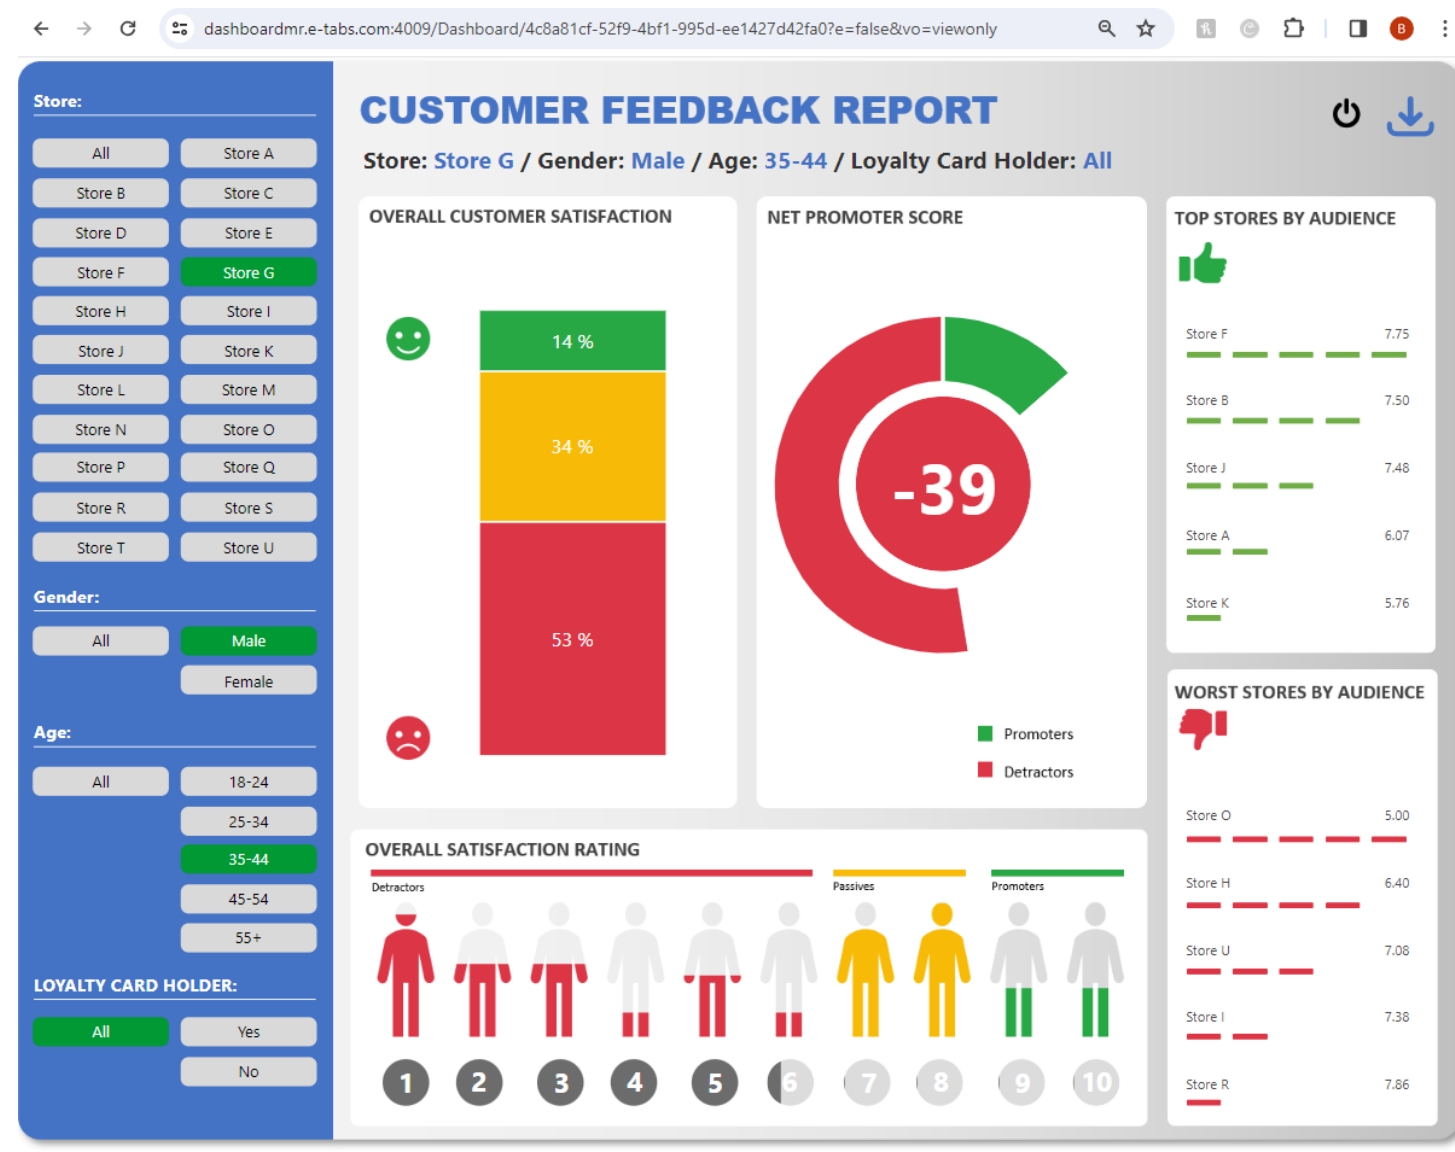 dashboardmr.e-tabs.com:4009/Dashboard/4c8a81cf-52f9-4bf1-995d-ee1427d42fa0?e=false&vo=viewonly
B
Store:
All
Store A
Store B
Store C
Store D
Store E
Store F
Store G
Store H
Store I
Store J
Store K
Store L
Store M
Store N
Store O
Store P
Store Q
Store R
Store S
Store T
Store U
Gender:
All
Male
Female
Age:
All
18-24
25-34
35-44
45-54
55+
LOYALTY CARD HOLDER:
All
Yes
No
CUSTOMER FEEDBACK REPORT
Store: Store G / Gender: Male / Age: 35-44 / Loyalty Card Holder: All
OVERALL CUSTOMER SATISFACTION
14 %
34 %
53 %
NET PROMOTER SCORE
-39
Promoters
Detractors
OVERALL SATISFACTION RATING
Detractors
Passives
Promoters
1 2 3 4 5 6 7 8 9 10
TOP STORES BY AUDIENCE
Store F 7.75
Store B 7.50
Store J 7.48
Store A 6.07
Store K 5.76
WORST STORES BY AUDIENCE
Store O 5.00
Store H 6.40
Store U 7.08
Store I 7.38
Store R 7.86